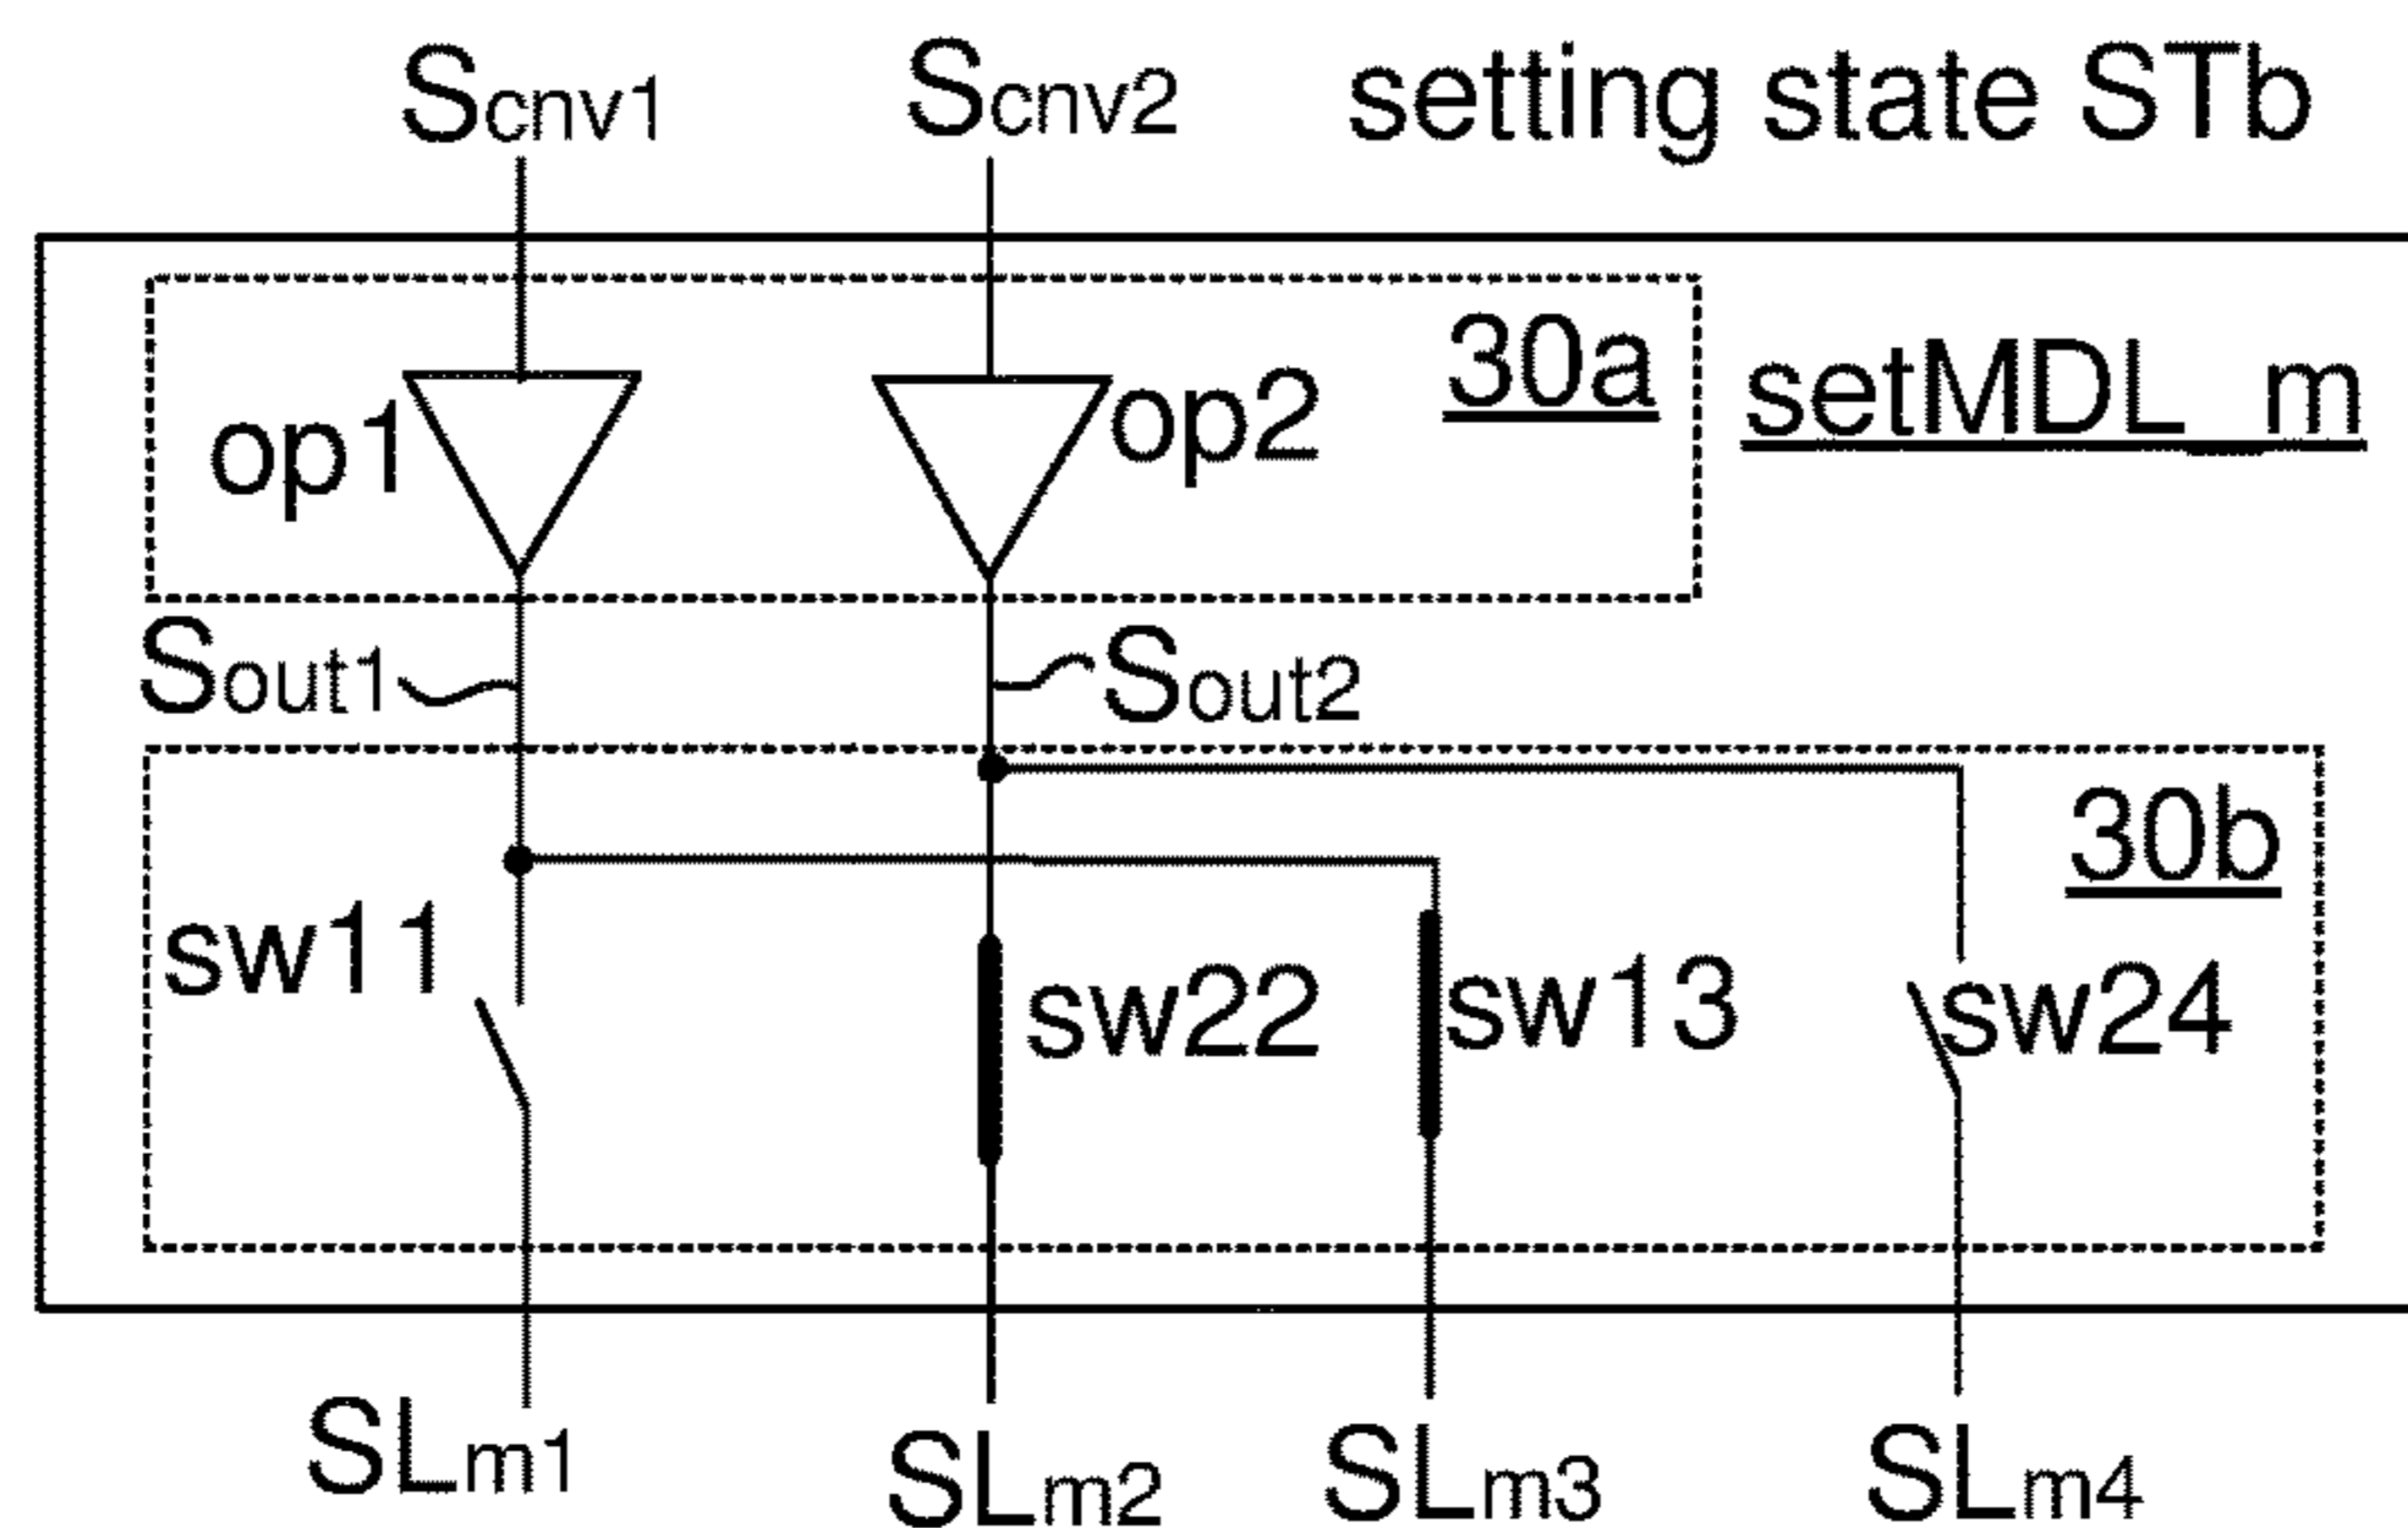 Scnv1 Scnv2 setting state STb
30a
op1 op2 setMDL_m
Sout1 Sout2
30b
sw11 sw22 sw13 sw24
SLm1 SLm2 SLm3 SLm4